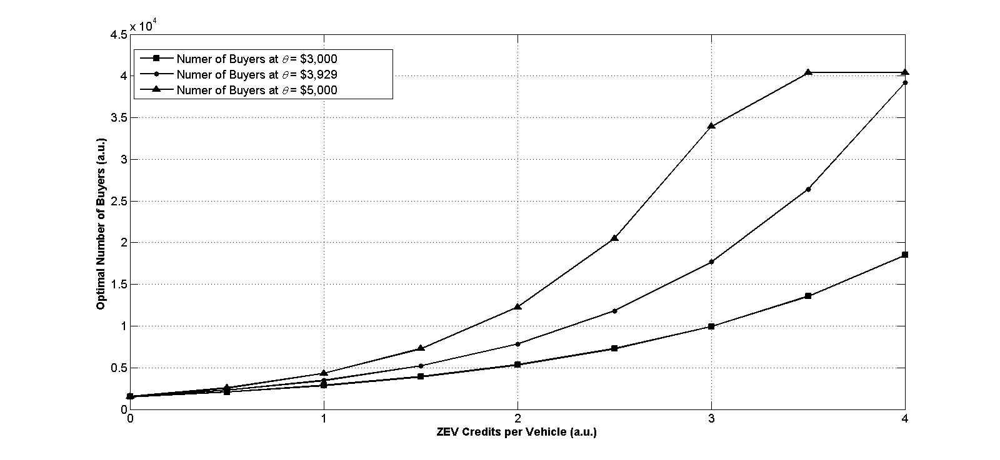 x 10^4
4.5
4
3.5
3
2.5
2
1.5
1
0.5
0
Numer of Buyers at θ = $3,000
Numer of Buyers at θ = $3,929
Numer of Buyers at θ = $5,000
Optimal Number of Buyers (a.u.)
0 1 2 3 4
ZEV Credits per Vehicle (a.u.)